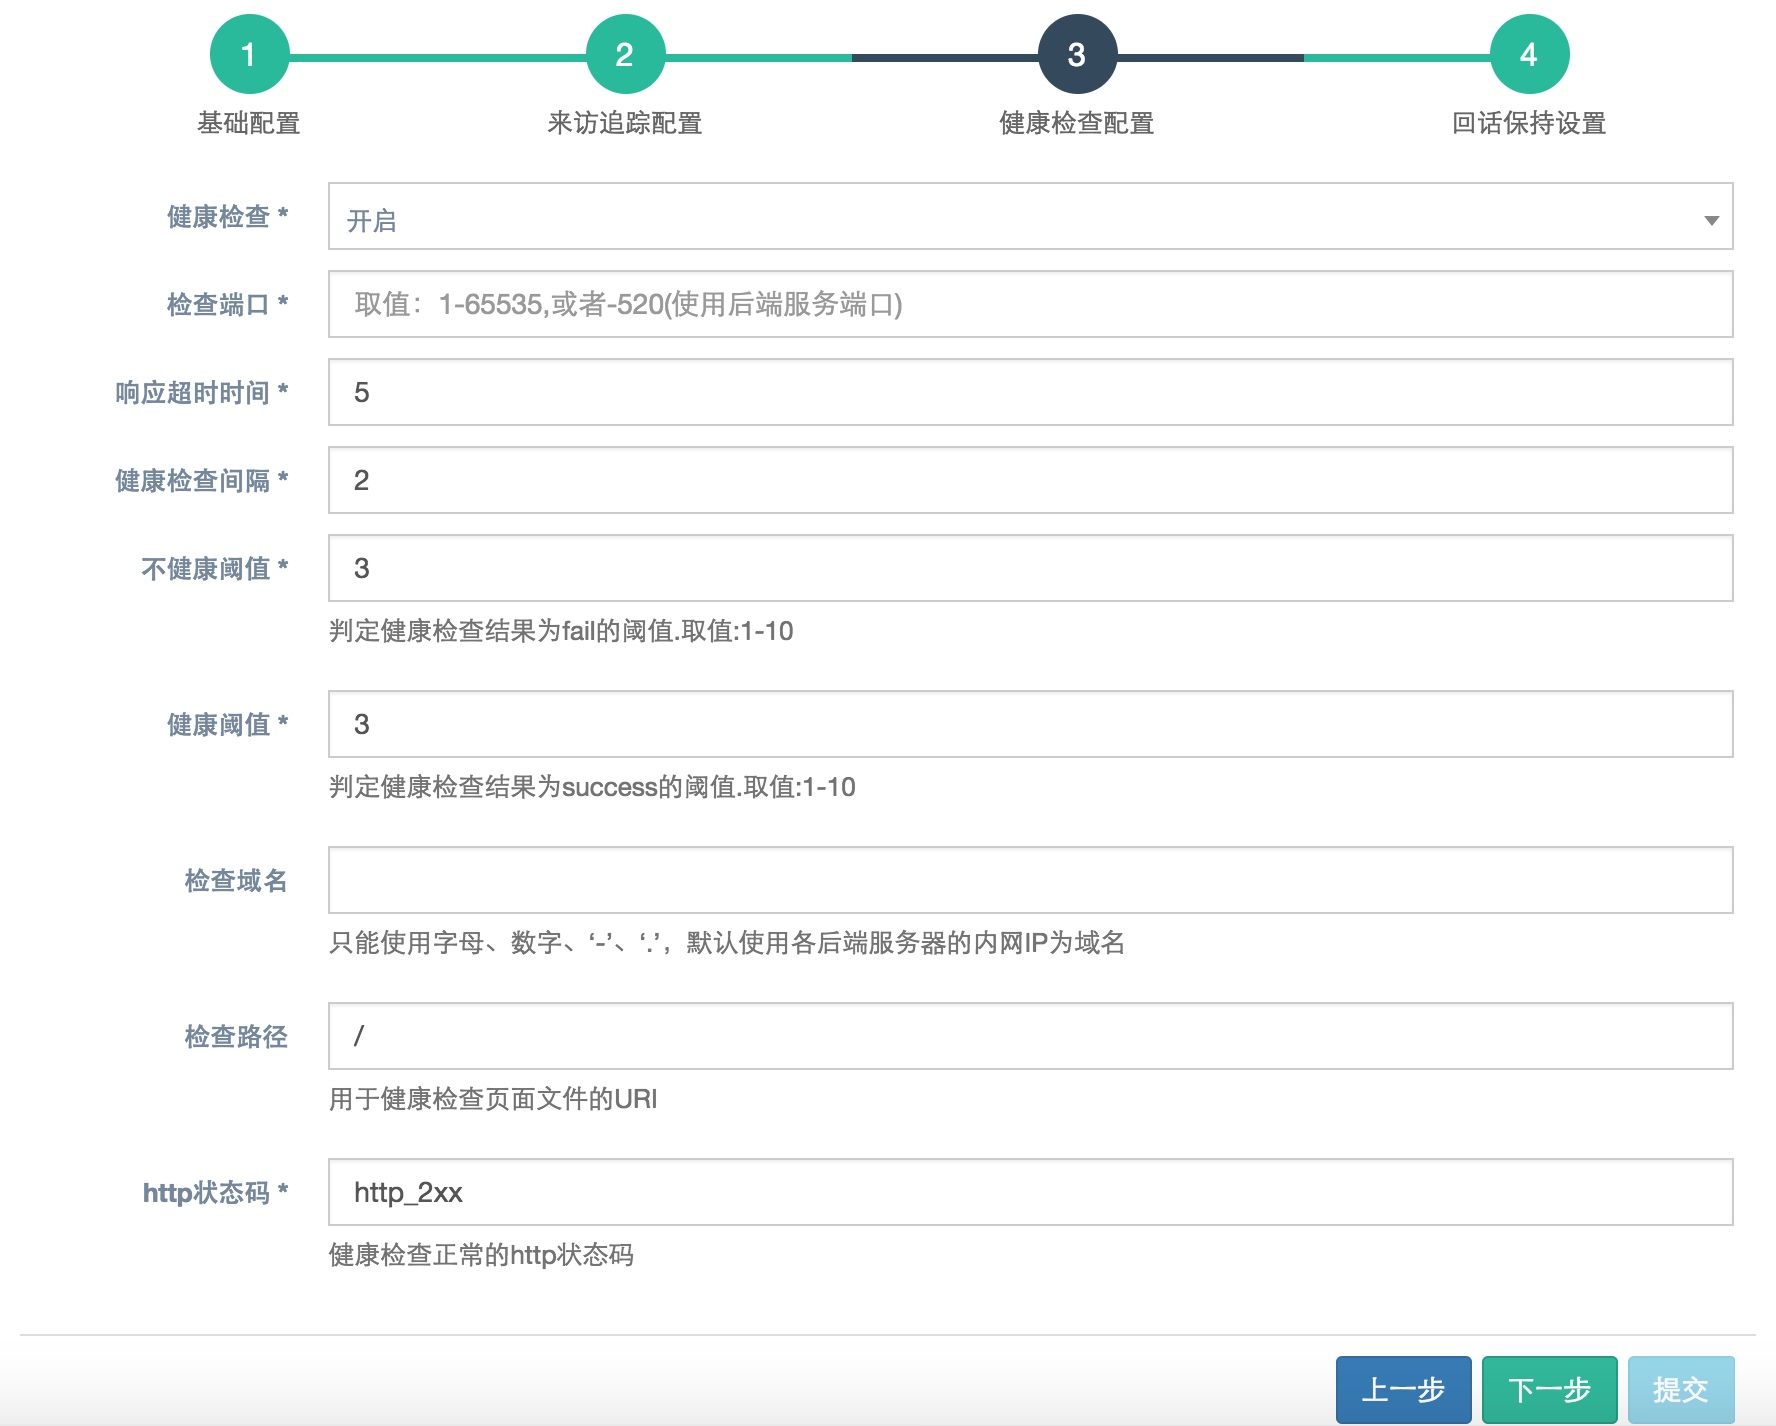 1
2
3
4
基础配置
来访追踪配置
健康检查配置
回话保持设置
健康检查 *
开启
检查端口 *
取值：1-65535,或者-520(使用后端服务端口)
响应超时时间 *
5
健康检查间隔 *
2
不健康阈值 *
3
判定健康检查结果为fail的阈值.取值:1-10
健康阈值 *
3
判定健康检查结果为success的阈值.取值:1-10
检查域名
只能使用字母、数字、‘-’、‘.’，默认使用各后端服务器的内网IP为域名
检查路径
/
用于健康检查页面文件的URI
http状态码 *
http_2xx
健康检查正常的http状态码
上一步
下一步
提交